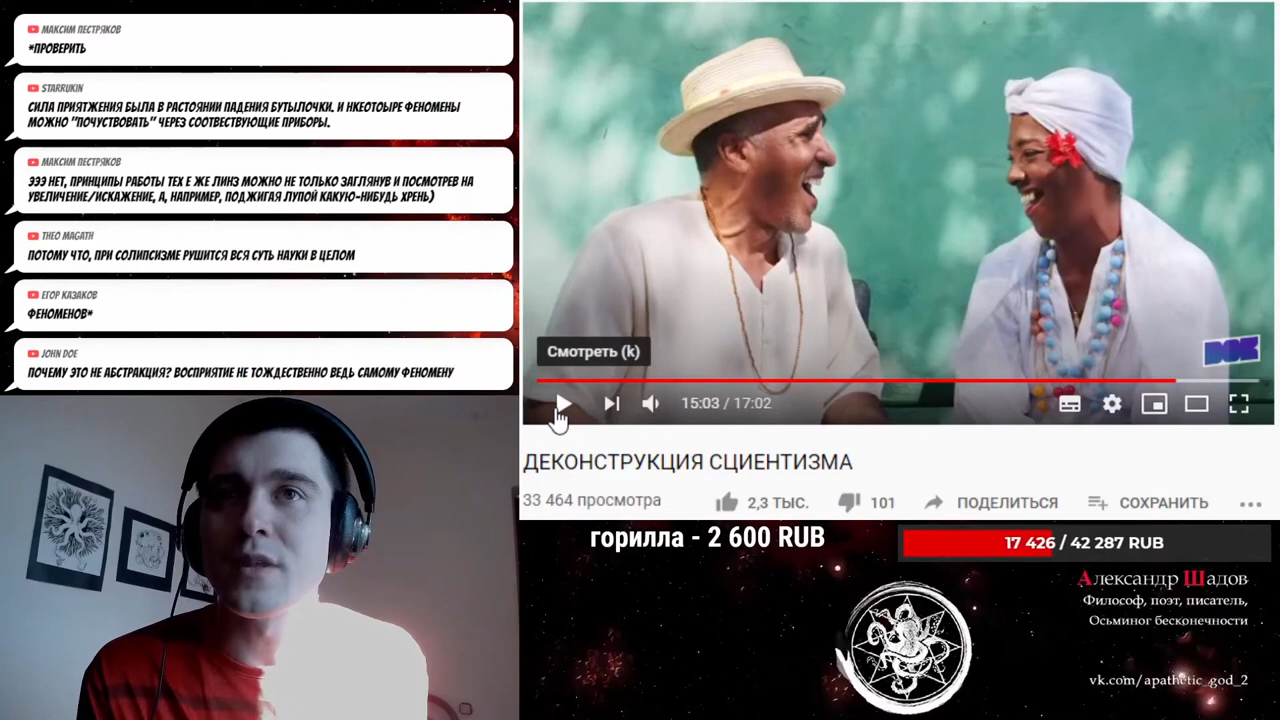 МАКСИМ ПЕСТРЯКОВ
*ПРОВЕРИТЬ
STARRUKIN
СИЛА ПРИЯТЖЕНИЯ БЫЛА В РАСТОЯНИИ ПАДЕНИЯ БУТЫЛОЧКИ. И НКЕОТОЫРЕ ФЕНОМЕНЫ
МОЖНО "ПОЧУСТВОВАТЬ" ЧЕРЕЗ СООТВЕСТВУЮЩИЕ ПРИБОРЫ.
МАКСИМ ПЕСТРЯКОВ
ЭЭЭ НЕТ, ПРИНЦИПЫ РАБОТЫ ТЕХ Е ЖЕ ЛИНЗ МОЖНО НЕ ТОЛЬКО ЗАГЛЯНУВ И ПОСМОТРЕВ НА
УВЕЛИЧЕНИЕ/ИСКАЖЕНИЕ, А, НАПРИМЕР, ПОДЖИГАЯ ЛУПОЙ КАКУЮ-НИБУДЬ ХРЕНЬ)
THEO MAGATH
ПОТОМУ ЧТО, ПРИ СОЛИПСИЗМЕ РУШИТСЯ ВСЯ СУТЬ НАУКИ В ЦЕЛОМ
ЕГОР КАЗАКОВ
ФЕНОМЕНОВ*
JOHN DOE
ПОЧЕМУ ЭТО НЕ АБСТРАКЦИЯ? ВОСПРИЯТИЕ НЕ ТОЖДЕСТВЕННО ВЕДЬ САМОМУ ФЕНОМЕНУ
Смотреть (k)
15:03 / 17:02
ДЕКОНСТРУКЦИЯ СЦИЕНТИЗМА
33 464 просмотра
2,3 ТЫС.
101
ПОДЕЛИТЬСЯ
СОХРАНИТЬ
горилла - 2 600 RUB
17 426 / 42 287 RUB
Александр Шадов
Философ, поэт, писатель,
Осьминог бесконечности
vk.com/apathetic_god_2